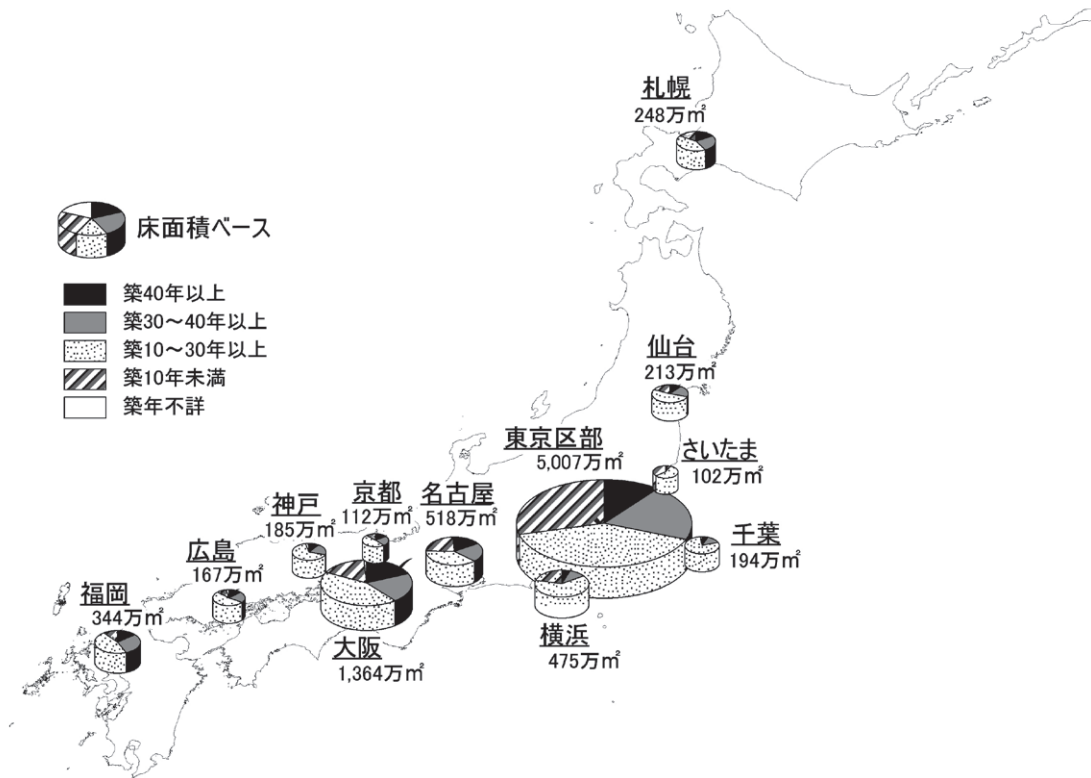 札幌
248万㎡
床面積ベース
築40年以上
築30～40年以上
築10～30年以上
築10年未満
築年不詳
仙台
213万㎡
東京区部
5,007万㎡
さいたま
102万㎡
神戸
185万㎡
京都
112万㎡
名古屋
518万㎡
千葉
194万㎡
広島
167万㎡
福岡
344万㎡
大阪
1,364万㎡
横浜
475万㎡